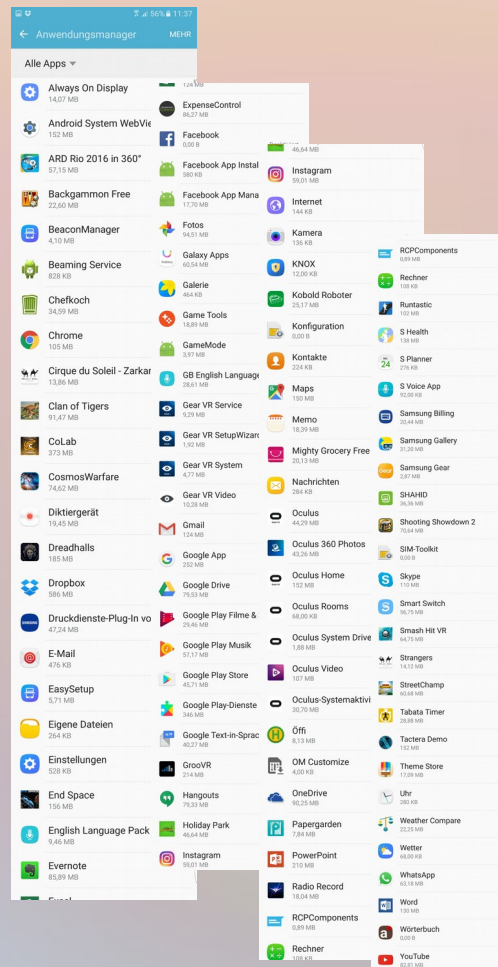 56% 11:37
Anwendungsmanager MEHR
Alle Apps
Always On Display
14,07 MB
Android System WebVie
152 MB
ARD Rio 2016 in 360°
57,15 MB
Backgammon Free
22,60 MB
BeaconManager
4,10 MB
Beaming Service
828 KB
Chefkoch
34,59 MB
Chrome
105 MB
Cirque du Soleil - Zarkar
13,86 MB
Clan of Tigers
91,47 MB
CoLab
373 MB
CosmosWarfare
74,62 MB
Diktiergerät
19,45 MB
Dreadhalls
185 MB
Dropbox
586 MB
Druckdienste-Plug-In vo
47,24 MB
E-Mail
476 KB
EasySetup
5,71 MB
Eigene Dateien
264 KB
Einstellungen
528 KB
End Space
156 MB
English Language Pack
9,46 MB
Evernote
85,89 MB
Excel
124 MB
ExpenseControl
86,27 MB
Facebook
0,00 B
Facebook App Instal
580 KB
Facebook App Mana
17,70 MB
Fotos
94,51 MB
Galaxy Apps
60,54 MB
Galerie
464 KB
Game Tools
18,89 MB
GameMode
3,97 MB
GB English Language
28,61 MB
Gear VR Service
9,29 MB
Gear VR SetupWizard
1,92 MB
Gear VR System
4,77 MB
Gear VR Video
10,28 MB
Gmail
124 MB
Google App
252 MB
Google Drive
79,53 MB
Google Play Filme &
29,46 MB
Google Play Musik
57,17 MB
Google Play Store
45,71 MB
Google Play-Dienste
346 MB
Google Text-in-Sprac
40,27 MB
GrooVR
214 MB
Hangouts
79,33 MB
Holiday Park
46,64 MB
Instagram
59,01 MB
46,64 MB
Instagram
59,01 MB
Internet
144 KB
Kamera
136 KB
KNOX
12,00 KB
Kobold Roboter
25,17 MB
Konfiguration
0,00 B
Kontakte
224 KB
Maps
150 MB
Memo
18,39 MB
Mighty Grocery Free
20,13 MB
Nachrichten
284 KB
Oculus
44,29 MB
Oculus 360 Photos
43,26 MB
Oculus Home
152 MB
Oculus Rooms
68,00 KB
Oculus System Drive
1,88 MB
Oculus Video
107 MB
Oculus-Systemaktivi
30,70 MB
Öffi
8,13 MB
OM Customize
4,00 KB
OneDrive
90,25 MB
Papergarden
7,84 MB
PowerPoint
210 MB
Radio Record
18,04 MB
RCPComponents
0,89 MB
Rechner
108 KB
RCPComponents
0,89 MB
Rechner
108 KB
Runtastic
102 MB
S Health
138 MB
S Planner
276 KB
S Voice App
92,00 KB
Samsung Billing
20,44 MB
Samsung Gallery
31,20 MB
Samsung Gear
2,87 MB
SHAHID
36,36 MB
Shooting Showdown 2
70,64 MB
SIM-Toolkit
0,00 B
Skype
110 MB
Smart Switch
36,75 MB
Smash Hit VR
64,75 MB
Strangers
14,12 MB
StreetChamp
60,68 MB
Tabata Timer
28,88 MB
Tactera Demo
152 MB
Theme Store
17,09 MB
Uhr
280 KB
Weather Compare
22,25 MB
Wetter
68,00 KB
WhatsApp
63,18 MB
Word
130 MB
Wörterbuch
0,00 B
YouTube
82,81 MB